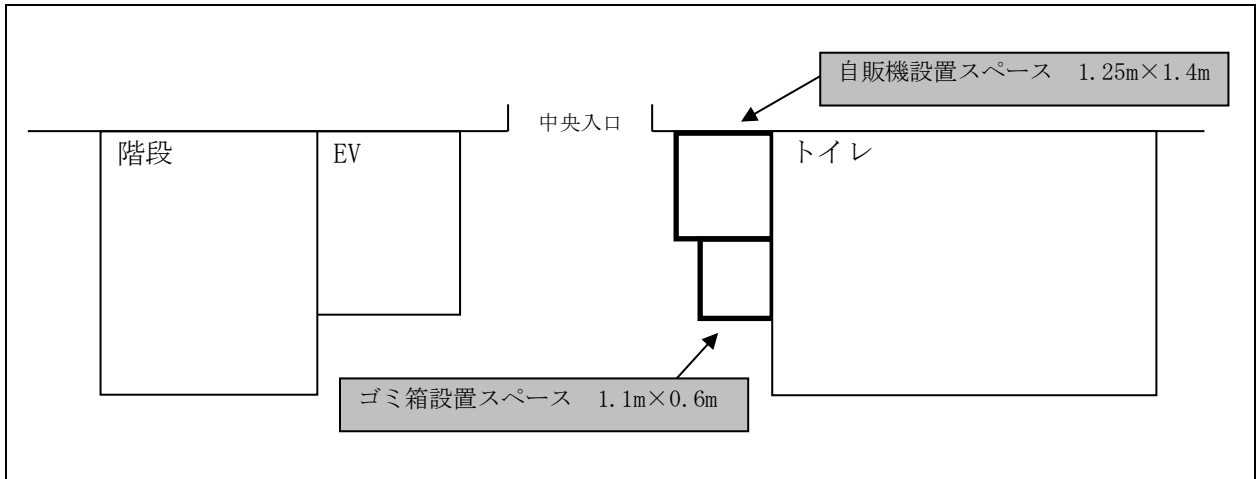 自販機設置スペース　1.25m×1.4m
中央入口
階段
EV
トイレ
ゴミ箱設置スペース　1.1m×0.6m